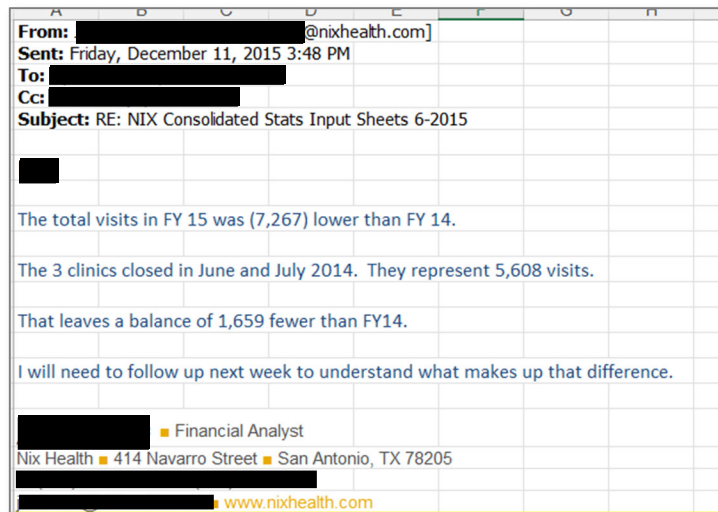 A B C D E F G H
From: @nixhealth.com]
Sent: Friday, December 11, 2015 3:48 PM
To:
Cc:
Subject: RE: NIX Consolidated Stats Input Sheets 6-2015
The total visits in FY 15 was (7,267) lower than FY 14.
The 3 clinics closed in June and July 2014. They represent 5,608 visits.
That leaves a balance of 1,659 fewer than FY14.
I will need to follow up next week to understand what makes up that difference.
■ Financial Analyst
Nix Health ■ 414 Navarro Street ■ San Antonio, TX 78205
■ www.nixhealth.com